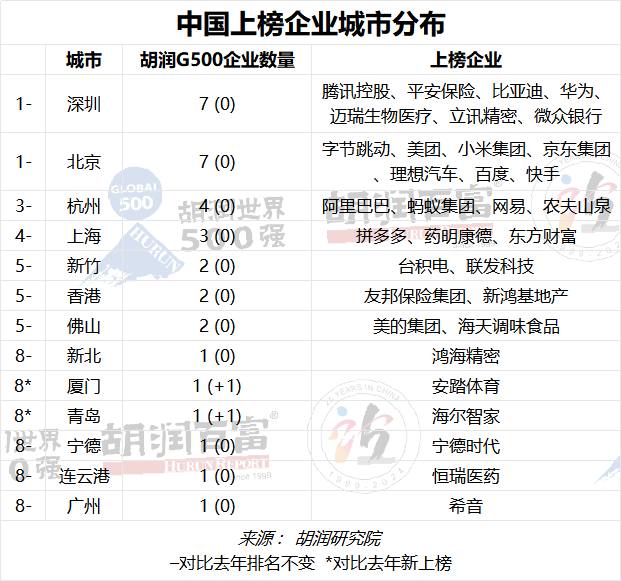 中国上榜企业城市分布
城市 胡润G500企业数量 上榜企业
1- 深圳 7 (0) 腾讯控股、平安保险、比亚迪、华为、
迈瑞生物医疗、立讯精密、微众银行
1- 北京 7 (0) 字节跳动、美团、小米集团、京东集团
、理想汽车、百度、快手
3- 杭州 4 (0) 阿里巴巴、蚂蚁集团、网易、农夫山泉
4- 上海 3 (0) 拼多多、药明康德、东方财富
5- 新竹 2 (0) 台积电、联发科技
5- 香港 2 (0) 友邦保险集团、新鸿基地产
5- 佛山 2 (0) 美的集团、海天调味食品
8- 新北 1 (0) 鸿海精密
8* 厦门 1 (+1) 安踏体育
8* 青岛 1 (+1) 海尔智家
8- 宁德 1 (0) 宁德时代
8- 连云港 1 (0) 恒瑞医药
8- 广州 1 (0) 希音
来源： 胡润研究院
–对比去年排名不变 *对比去年新上榜
GLOBAL
500
HURUN
胡润世界
500强
胡润百富
胡润百富®
HURUN REPORT
Since 1999
25 YEARS IN CHINA
1999-2024